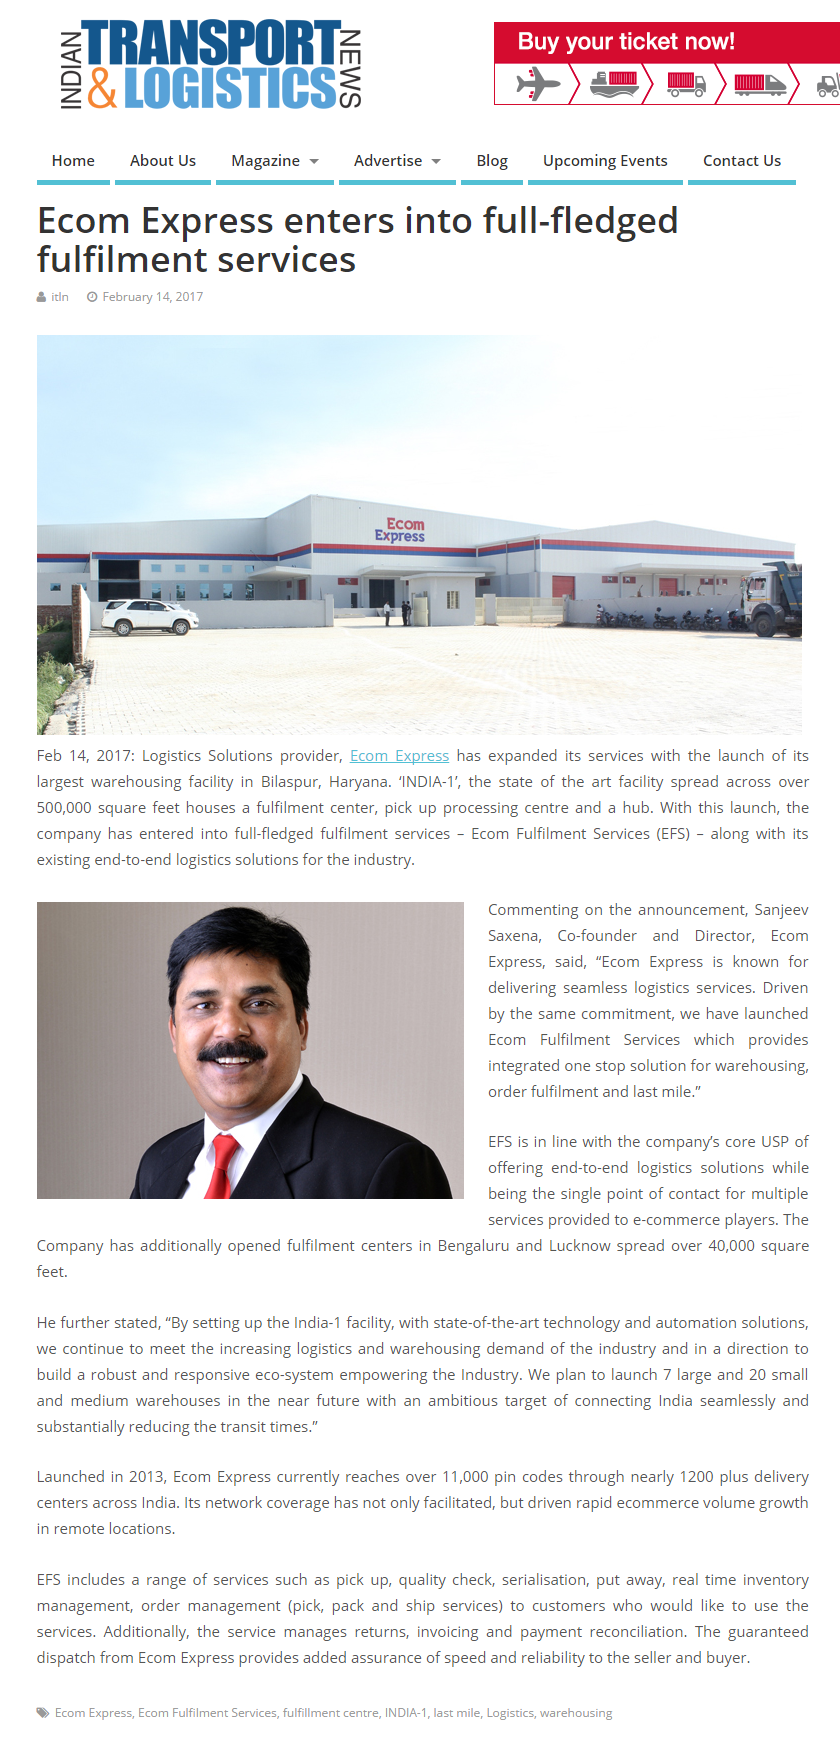 INDIAN
TRANSPORT
& LOGISTICS
NEWS
Buy your ticket now!
Home
About Us
Magazine
Advertise
Blog
Upcoming Events
Contact Us
Ecom Express enters into full-fledged
fulfilment services
itln
February 14, 2017
Ecom
Express
Feb 14, 2017: Logistics Solutions provider, Ecom Express has expanded its services with the launch of its
largest warehousing facility in Bilaspur, Haryana. ‘INDIA-1’, the state of the art facility spread across over
500,000 square feet houses a fulfilment center, pick up processing centre and a hub. With this launch, the
company has entered into full-fledged fulfilment services – Ecom Fulfilment Services (EFS) – along with its
existing end-to-end logistics solutions for the industry.
Commenting on the announcement, Sanjeev
Saxena, Co-founder and Director, Ecom
Express, said, “Ecom Express is known for
delivering seamless logistics services. Driven
by the same commitment, we have launched
Ecom Fulfilment Services which provides
integrated one stop solution for warehousing,
order fulfilment and last mile.”
EFS is in line with the company’s core USP of
offering end-to-end logistics solutions while
being the single point of contact for multiple
services provided to e-commerce players. The
Company has additionally opened fulfilment centers in Bengaluru and Lucknow spread over 40,000 square
feet.
He further stated, “By setting up the India-1 facility, with state-of-the-art technology and automation solutions,
we continue to meet the increasing logistics and warehousing demand of the industry and in a direction to
build a robust and responsive eco-system empowering the Industry. We plan to launch 7 large and 20 small
and medium warehouses in the near future with an ambitious target of connecting India seamlessly and
substantially reducing the transit times.”
Launched in 2013, Ecom Express currently reaches over 11,000 pin codes through nearly 1200 plus delivery
centers across India. Its network coverage has not only facilitated, but driven rapid ecommerce volume growth
in remote locations.
EFS includes a range of services such as pick up, quality check, serialisation, put away, real time inventory
management, order management (pick, pack and ship services) to customers who would like to use the
services. Additionally, the service manages returns, invoicing and payment reconciliation. The guaranteed
dispatch from Ecom Express provides added assurance of speed and reliability to the seller and buyer.
Ecom Express, Ecom Fulfilment Services, fulfillment centre, INDIA-1, last mile, Logistics, warehousing